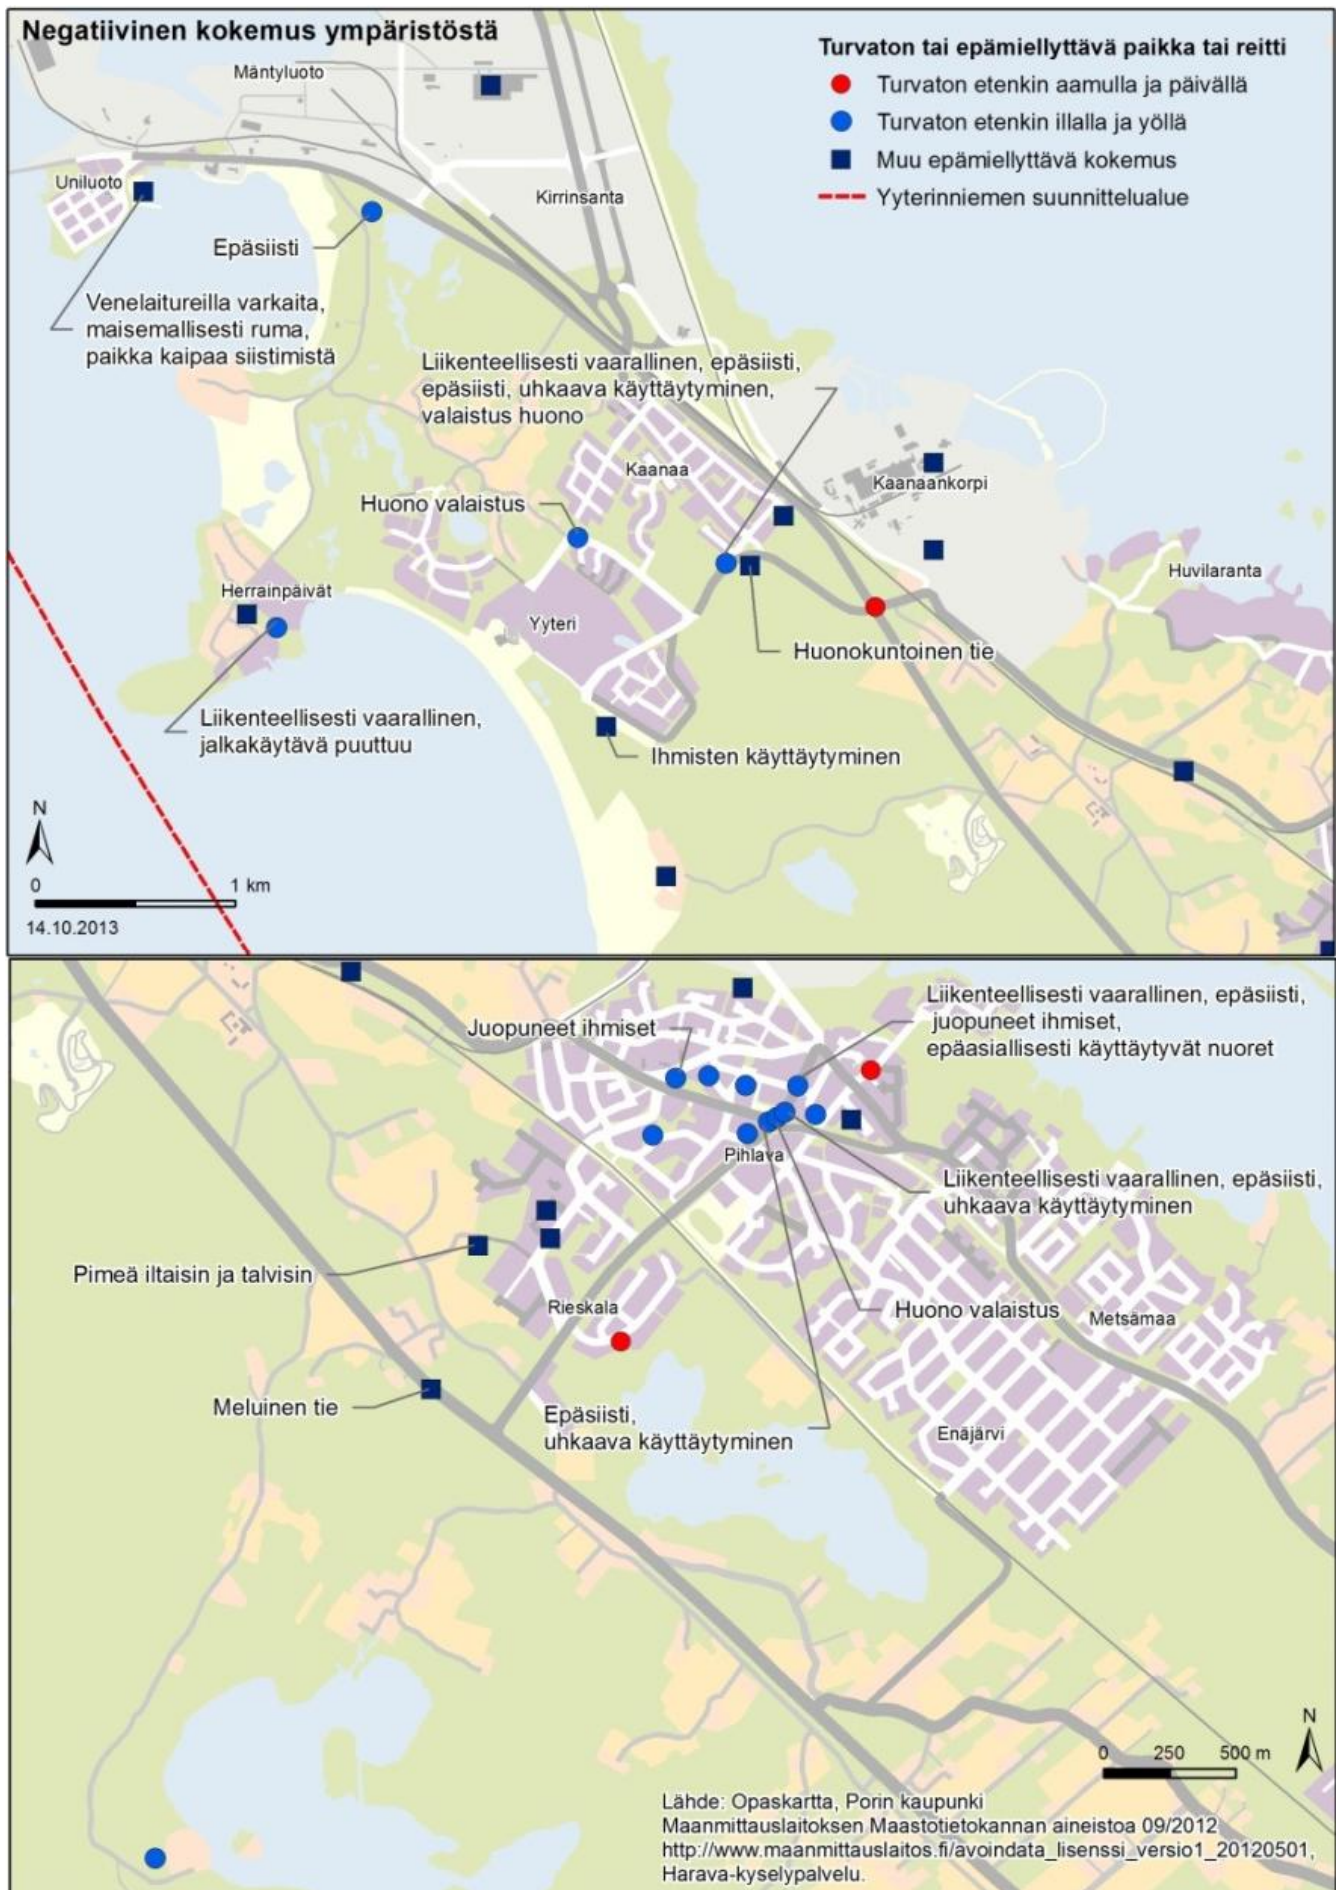 Negatiivinen kokemus ympäristöstä
Turvaton tai epämiellyttävä paikka tai reitti
Turvaton etenkin aamulla ja päivällä
Turvaton etenkin illalla ja yöllä
Muu epämiellyttävä kokemus
Yyterinniemen suunnittelualue
Mäntyluoto
Uniluoto
Kirrinsanta
Epäsiisti
Venelaitureilla varkaita,
maisemallisesti ruma,
paikka kaipaa siistimistä
Liikenteellisesti vaarallinen, epäsiisti,
epäsiisti, uhkaava käyttäytyminen,
valaistus huono
Kaanaa
Kaanaankorpi
Huono valaistus
Huvilaranta
Herrainpäivät
Yyteri
Huonokuntoinen tie
Liikenteellisesti vaarallinen,
jalkakäytävä puuttuu
Ihmisten käyttäytyminen
N
0 1 km
14.10.2013
Liikenteellisesti vaarallinen, epäsiisti,
juopuneet ihmiset,
epäasiallisesti käyttäytyvät nuoret
Juopuneet ihmiset
Pihlava
Liikenteellisesti vaarallinen, epäsiisti,
uhkaava käyttäytyminen
Pimeä iltaisin ja talvisin
Rieskala
Huono valaistus
Metsämaa
Meluinen tie
Epäsiisti,
uhkaava käyttäytyminen
Enäjärvi
N
0 250 500 m
Lähde: Opaskartta, Porin kaupunki
Maanmittauslaitoksen Maastotietokannan aineistoa 09/2012
http://www.maanmittauslaitos.fi/avoindata_lisenssi_versio1_20120501,
Harava-kyselypalvelu.